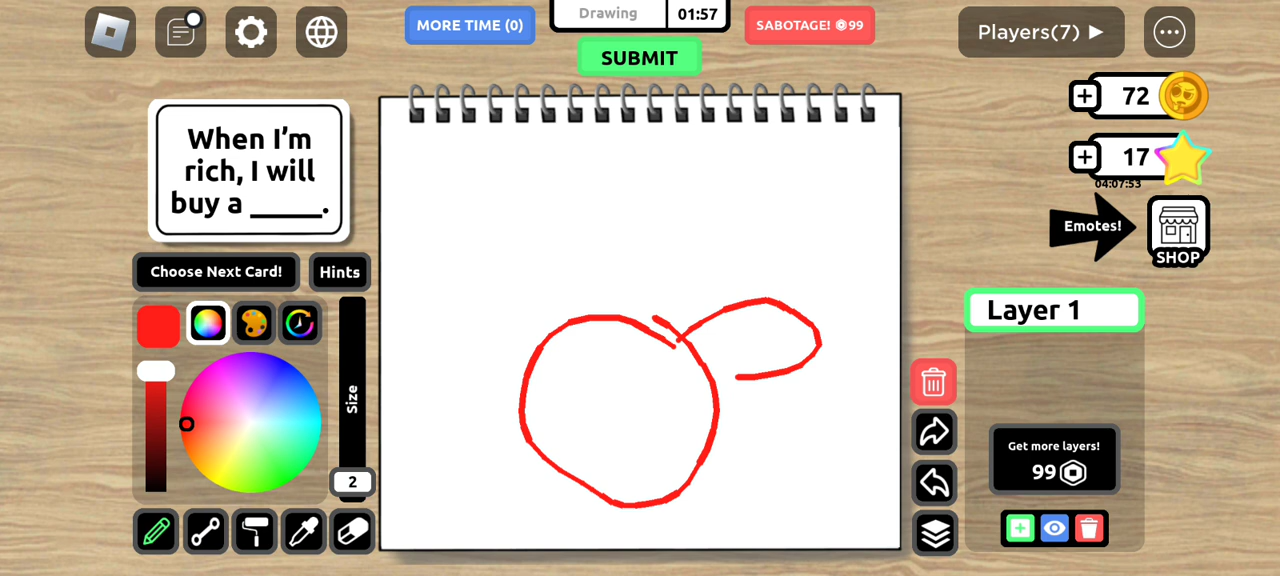 MORE TIME (0)
Drawing
01:57
SABOTAGE! 99
Players(7) ▶
SUBMIT
72
17
04:07:53
When I'm
rich, I will
buy a _____.
Emotes!
SHOP
Choose Next Card!
Hints
Layer 1
Size
2
Get more layers!
99